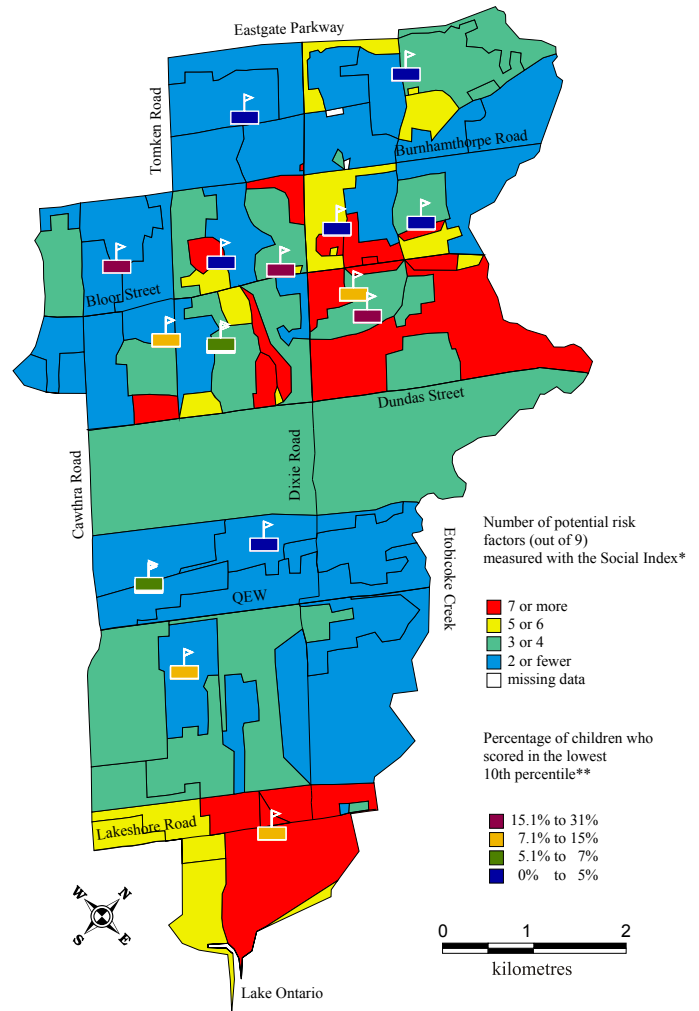 Eastgate Parkway
Tomken Road
Burnhamthorpe Road
Bloor Street
Dundas Street
Cawthra Road
Dixie Road
Etobicoke Creek
QEW
Number of potential risk
factors (out of 9)
measured with the Social Index*
7 or more
5 or 6
3 or 4
2 or fewer
missing data
Percentage of children who
scored in the lowest
10th percentile**
15.1% to 31%
7.1% to 15%
5.1% to 7%
0% to 5%
Lakeshore Road
W
N
S
E
0
1
2
kilometres
Lake Ontario